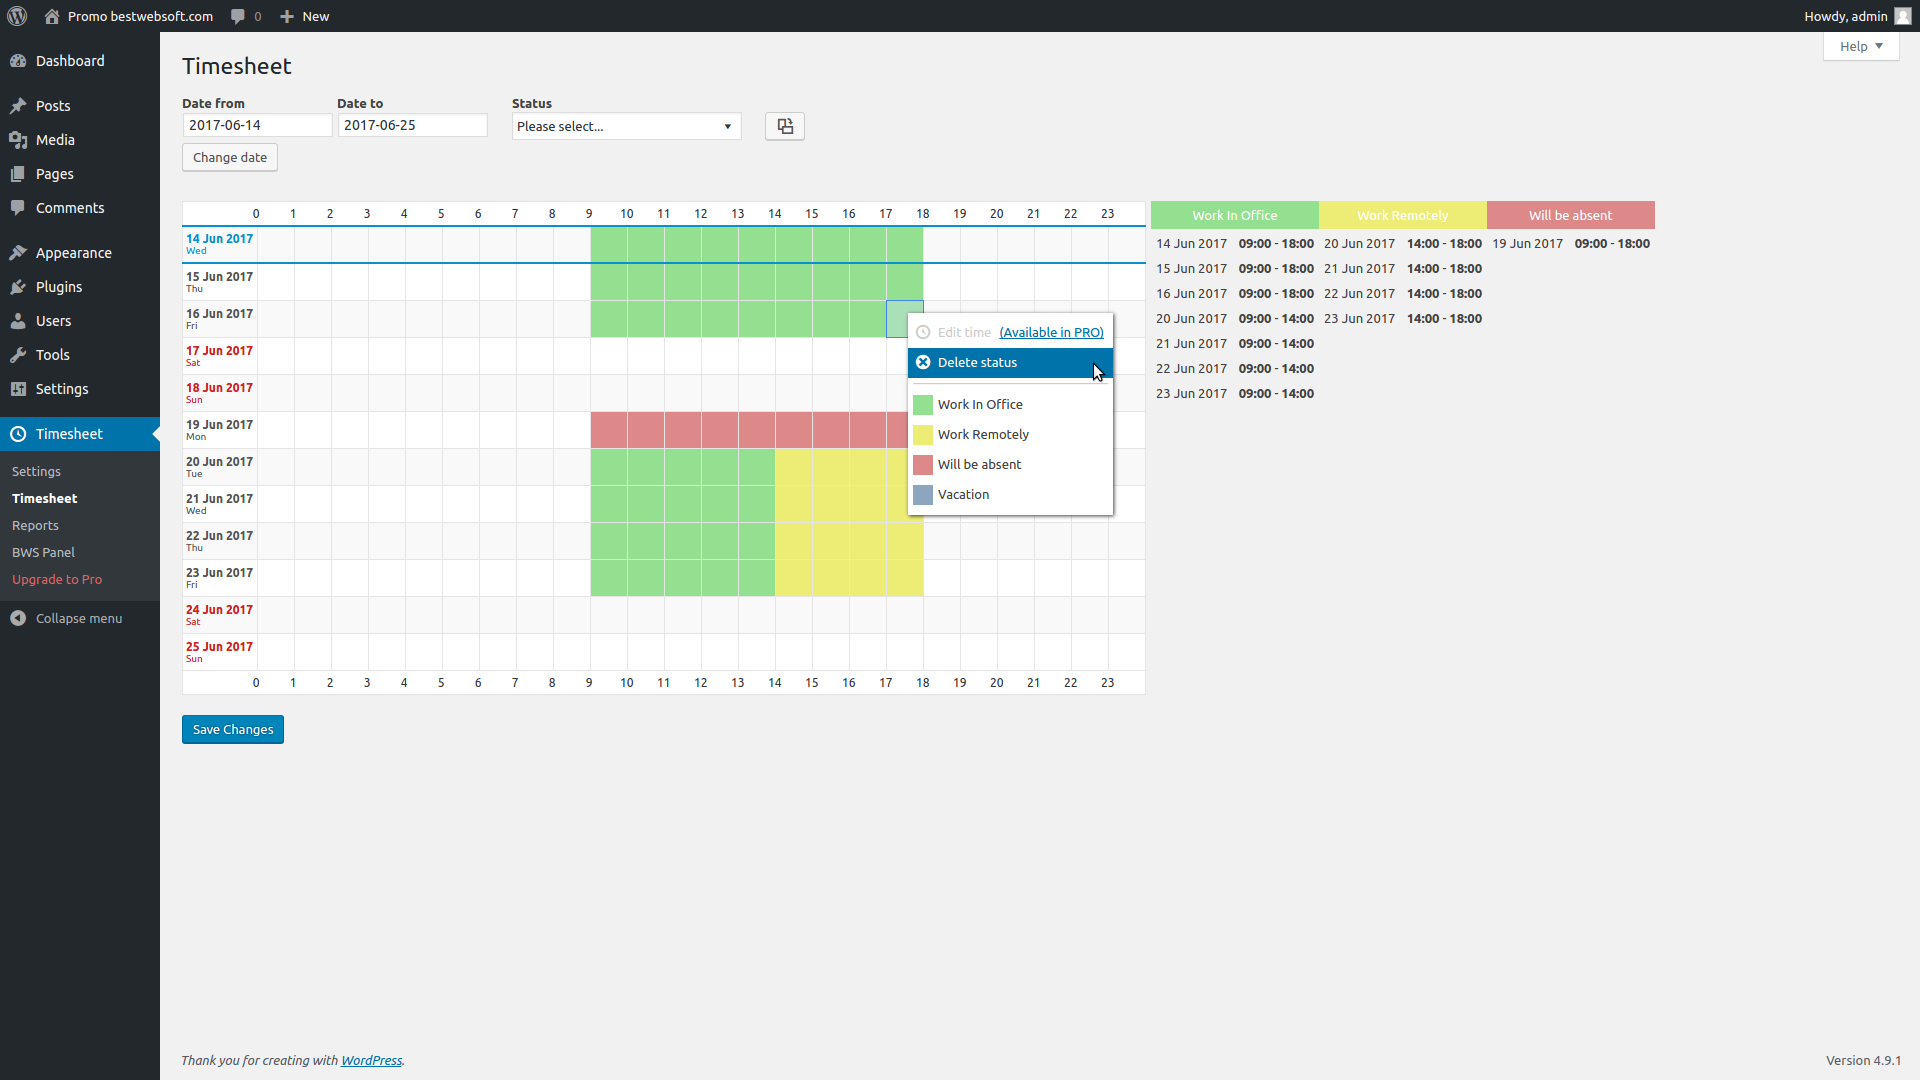 Promo bestwebsoft.com 0 New Howdy, admin
Help
Dashboard
Posts
Media
Pages
Comments
Appearance
Plugins
Users
Tools
Settings
Timesheet
Settings
Timesheet
Reports
BWS Panel
Upgrade to Pro
Collapse menu
Timesheet
Date from Date to Status
2017-06-14 2017-06-25 Please select...
Change date
0 1 2 3 4 5 6 7 8 9 10 11 12 13 14 15 16 17 18 19 20 21 22 23
14 Jun 2017
Wed
15 Jun 2017
Thu
16 Jun 2017
Fri
17 Jun 2017
Sat
18 Jun 2017
Sun
19 Jun 2017
Mon
20 Jun 2017
Tue
21 Jun 2017
Wed
22 Jun 2017
Thu
23 Jun 2017
Fri
24 Jun 2017
Sat
25 Jun 2017
Sun
0 1 2 3 4 5 6 7 8 9 10 11 12 13 14 15 16 17 18 19 20 21 22 23
Edit time (Available in PRO)
Delete status
Work In Office
Work Remotely
Will be absent
Vacation
Work In Office Work Remotely Will be absent
14 Jun 2017 09:00 - 18:00 20 Jun 2017 14:00 - 18:00 19 Jun 2017 09:00 - 18:00
15 Jun 2017 09:00 - 18:00 21 Jun 2017 14:00 - 18:00
16 Jun 2017 09:00 - 18:00 22 Jun 2017 14:00 - 18:00
20 Jun 2017 09:00 - 14:00 23 Jun 2017 14:00 - 18:00
21 Jun 2017 09:00 - 14:00
22 Jun 2017 09:00 - 14:00
23 Jun 2017 09:00 - 14:00
Save Changes
Thank you for creating with WordPress. Version 4.9.1